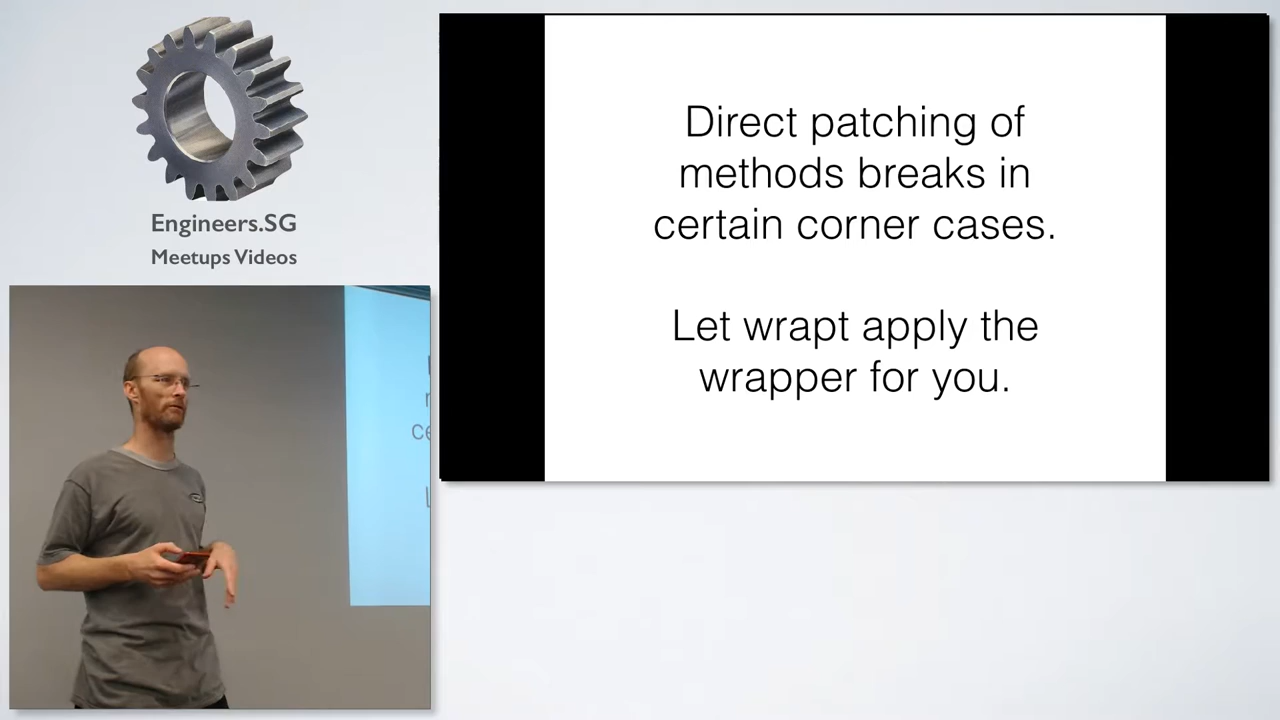 Engineers.SG
Meetups Videos
Direct patching of
methods breaks in
certain corner cases.
Let wrapt apply the
wrapper for you.
ce